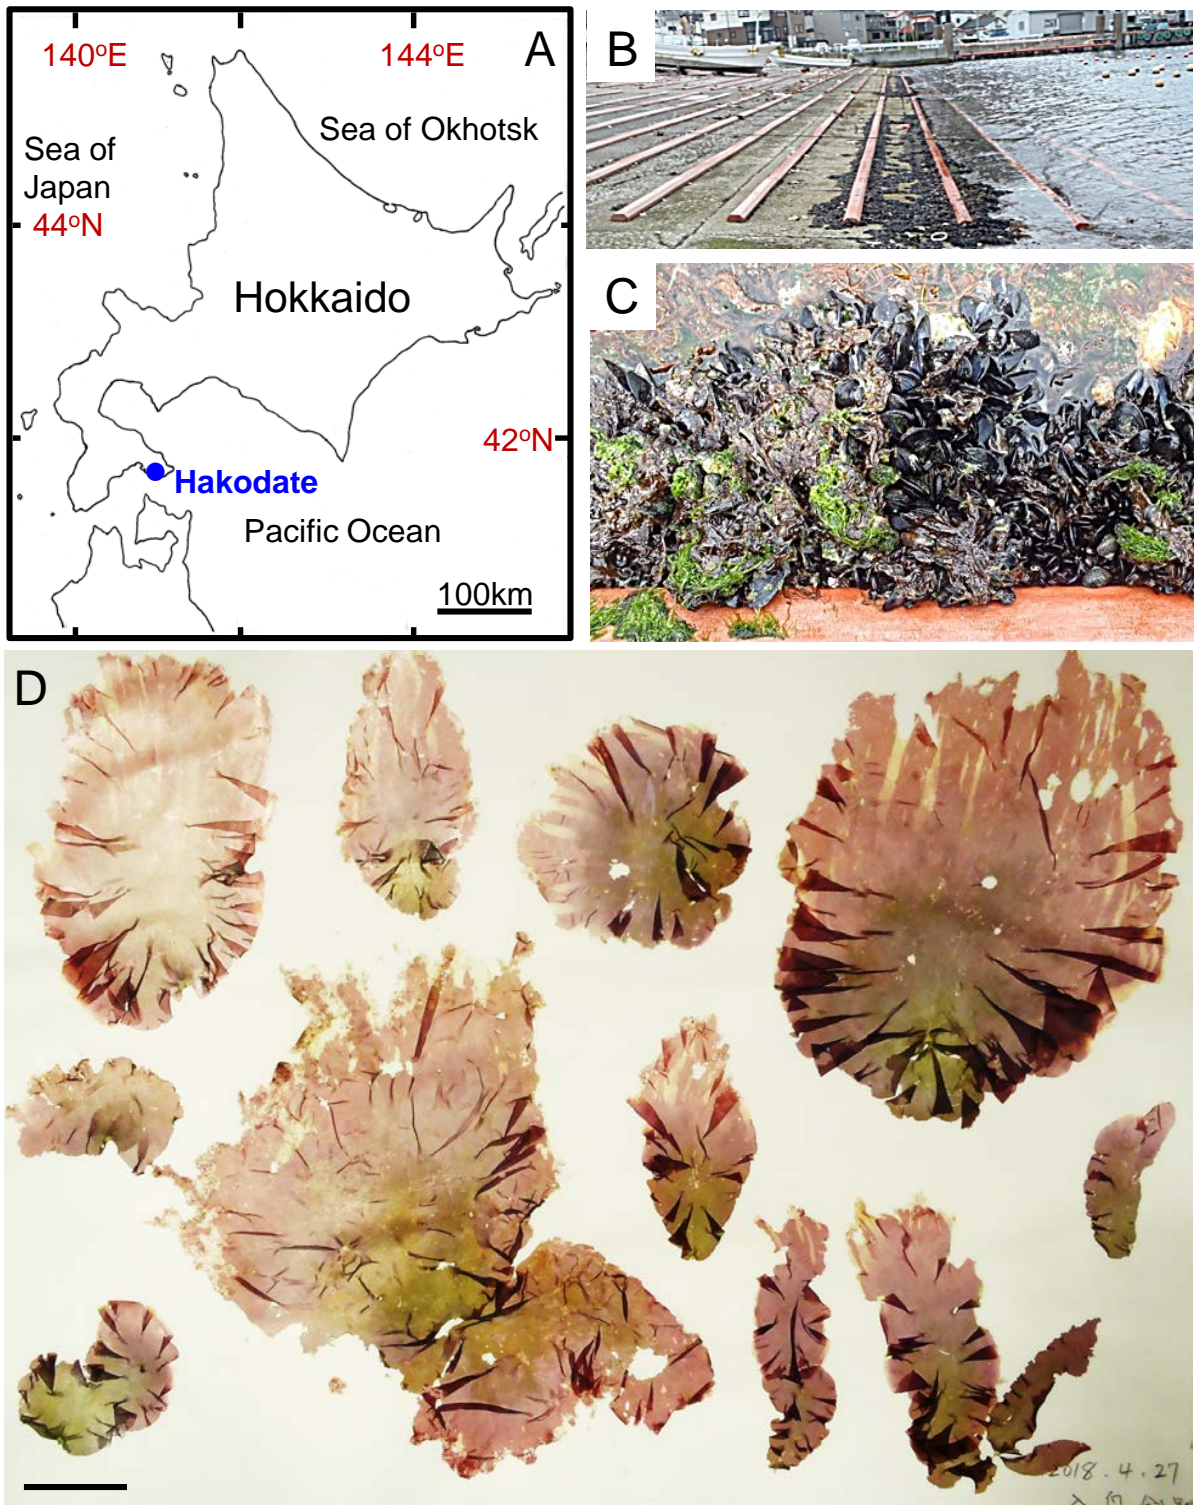 A
140°E
144°E
Sea of Okhotsk
Sea of
Japan
44°N
Hokkaido
42°N
Hakodate
Pacific Ocean
100km
B
C
D
2018.4.27